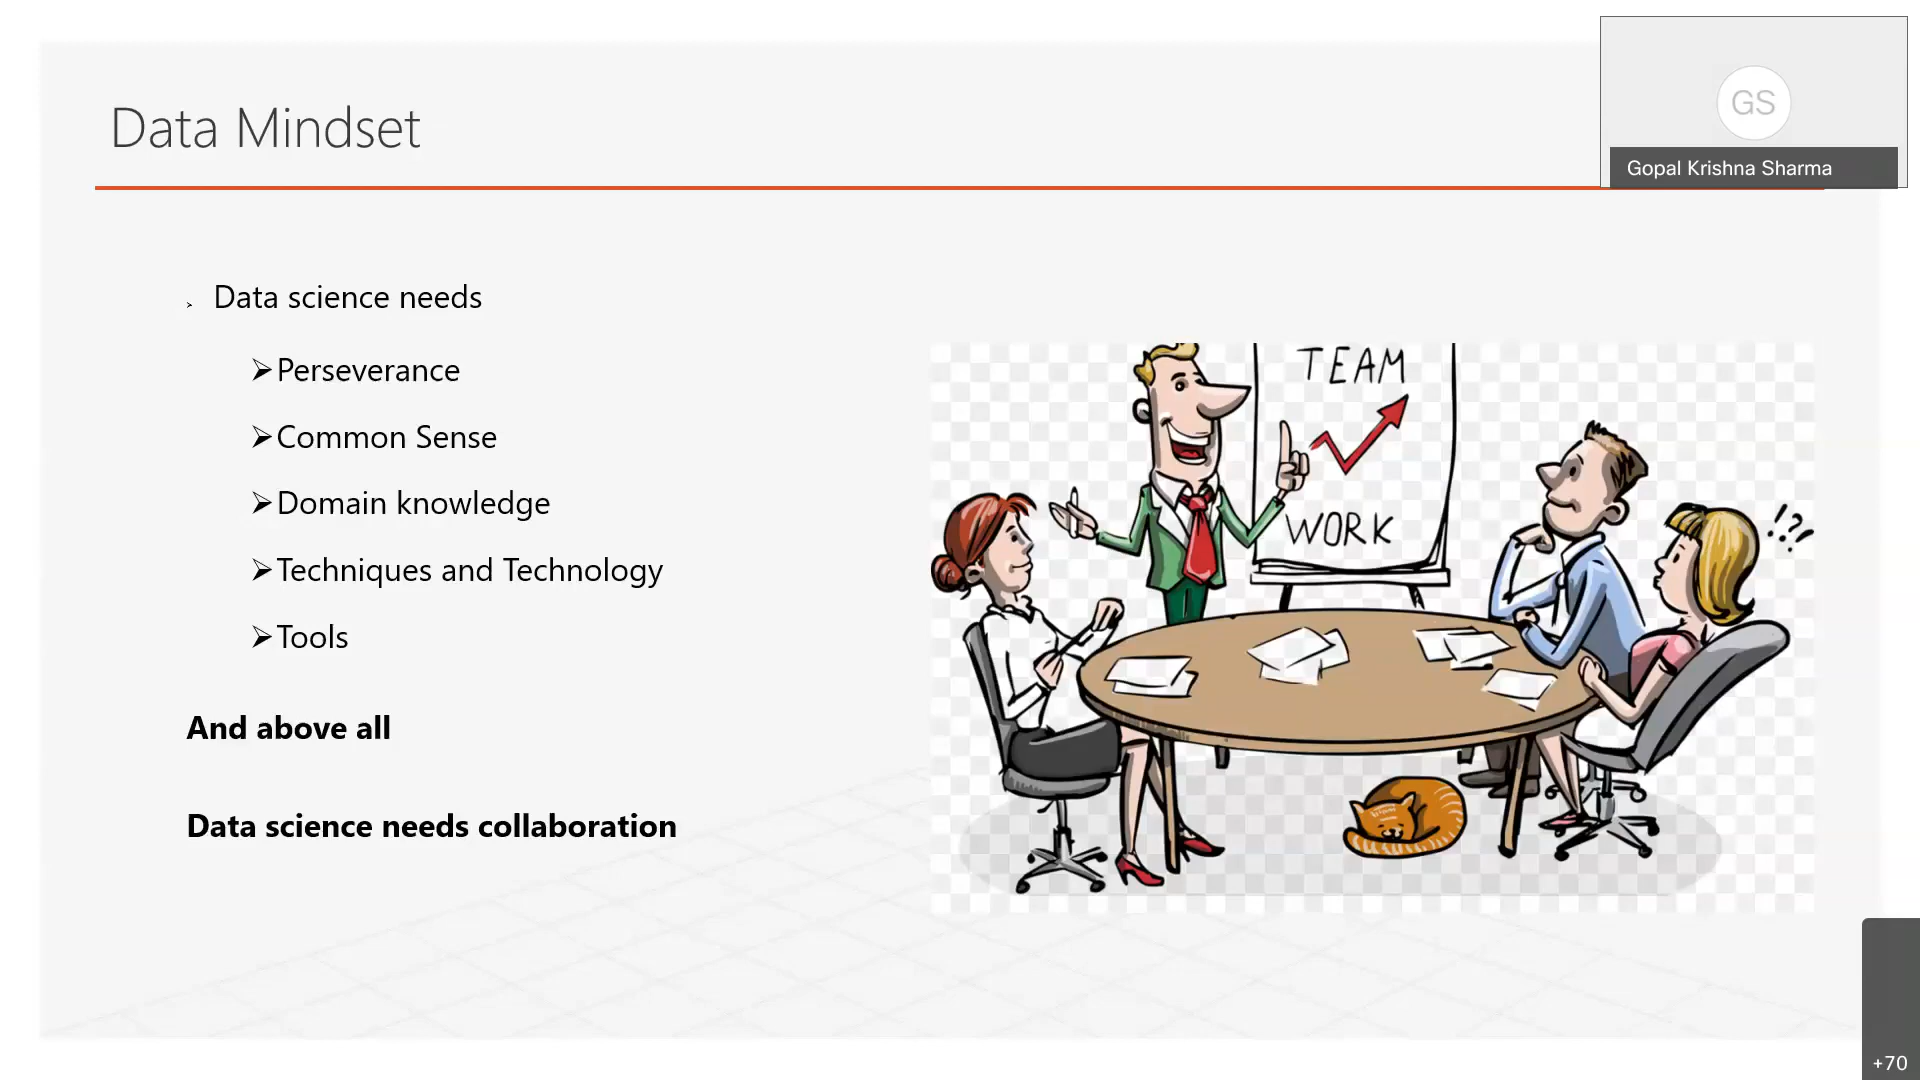 Data Mindset
GS
Gopal Krishna Sharma
Data science needs
Perseverance
Common Sense
Domain knowledge
Techniques and Technology
Tools
And above all
Data science needs collaboration
TEAM
WORK
!?
+70